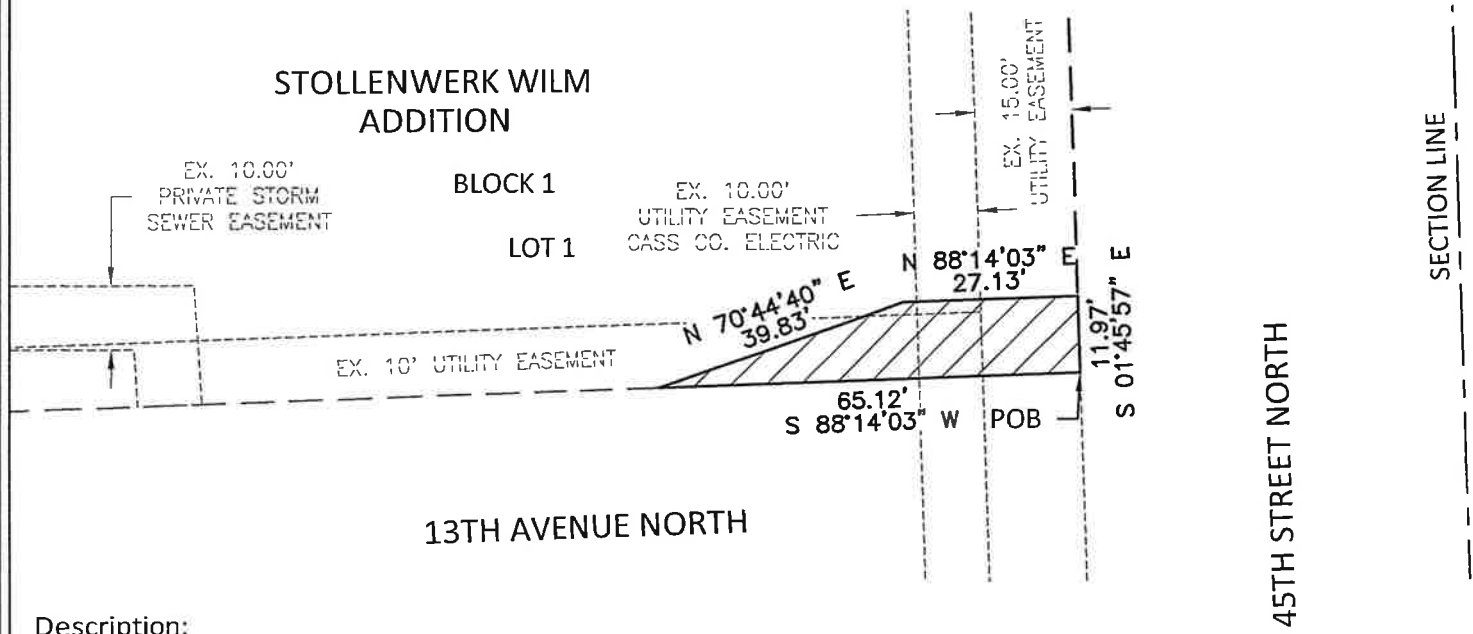 STOLLENWERK WILM
ADDITION
EX. 10.00'
PRIVATE STORM
SEWER EASEMENT
BLOCK 1
LOT 1
EX. 10.00'
UTILITY EASEMENT
CASS CO. ELECTRIC
EX. 15.00'
UTILITY EASEMENT
SECTION LINE
N 88°14'03" E
27.13'
N 70°44'40" E
39.83'
EX. 10' UTILITY EASEMENT
11.97'
S 01°45'57" E
65.12'
S 88°14'03" W
POB
13TH AVENUE NORTH
45TH STREET NORTH
Description: